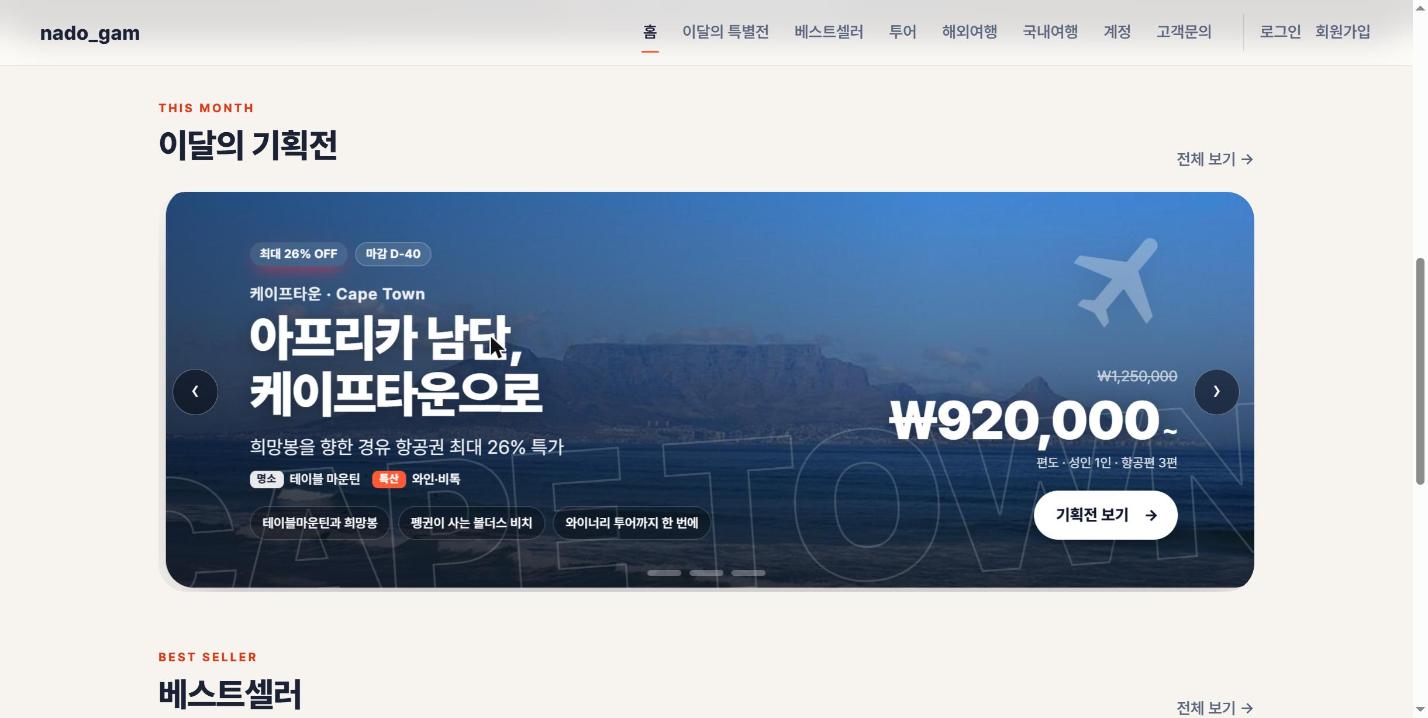 nado_gam
홈 이달의 특별전 베스트셀러 투어 해외여행 국내여행 계정 고객문의 로그인 회원가입
THIS MONTH
이달의 기획전
전체 보기 →
최대 26% OFF 마감 D-40
케이프타운 · Cape Town
아프리카 남단,
케이프타운으로
희망봉을 향한 경유 항공권 최대 26% 특가
명소 테이블 마운틴 특산 와인·비톡
테이블마운틴과 희망봉 펭귄이 사는 볼더스 비치 와이너리 투어까지 한 번에
₩1,250,000
₩920,000~
편도 · 성인 1인 · 항공편 3편
기획전 보기 →
CAPE TOWN
BEST SELLER
베스트셀러
전체 보기 →